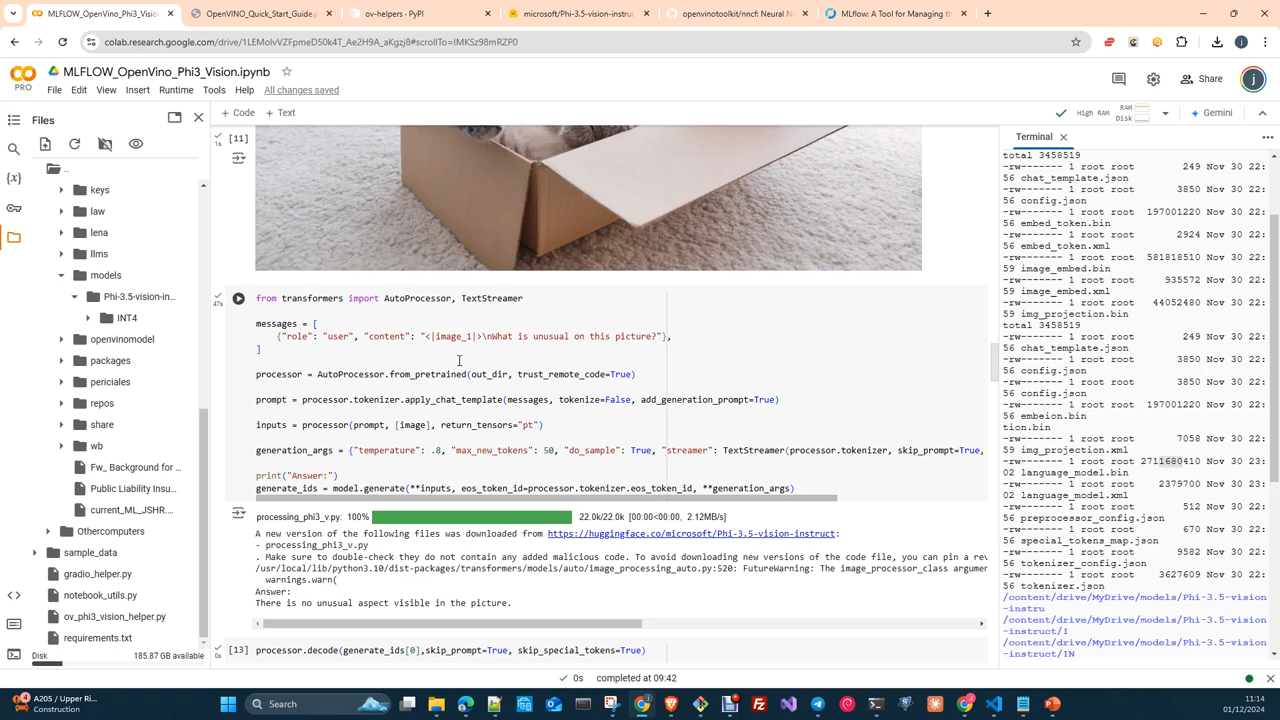 MLFLOW_OpenVino_Phi3_Vision
OpenVINO_Quick_Start_Guide.p
ov-helpers - PyPI
microsoft/Phi-3.5-vision-instruc
openvinotoolkit/nncf: Neural N
MLflow: A Tool for Managing th
colab.research.google.com/drive/1LEMolvVZFpmeD50k4T_Ae2H9A_aKgzj8#scrollTo=IMKSz98mRZP0
MLFLOW_OpenVino_Phi3_Vision.ipynb
File Edit View Insert Runtime Tools Help All changes saved
PRO
Share
Files
+ Code + Text
High RAM
RAM
Disk
Gemini
..
keys
law
lena
llms
models
Phi-3.5-vision-in...
INT4
openvinomodel
packages
periciales
repos
share
wb
Fw_ Background for ...
Public Liability Insu...
current_ML_JSHR....
Othercomputers
sample_data
gradio_helper.py
notebook_utils.py
ov_phi3_vision_helper.py
requirements.txt
Disk 185.87 GB available
1s [11]
47s
from transformers import AutoProcessor, TextStreamer
messages = [
{"role": "user", "content": "<|image_1|>\nWhat is unusual on this picture?"},
]
processor = AutoProcessor.from_pretrained(out_dir, trust_remote_code=True)
prompt = processor.tokenizer.apply_chat_template(messages, tokenize=False, add_generation_prompt=True)
inputs = processor(prompt, [image], return_tensors="pt")
generation_args = {"temperature": .8, "max_new_tokens": 50, "do_sample": True, "streamer": TextStreamer(processor.tokenizer, skip_prompt=True,
print("Answer:")
generate_ids = model.generate(**inputs, eos_token_id=processor.tokenizer.eos_token_id, **generation_args)
processing_phi3_v.py: 100% 22.0k/22.0k [00:00<00:00, 2.12MB/s]
A new version of the following files was downloaded from https://huggingface.co/microsoft/Phi-3.5-vision-instruct:
- processing_phi3_v.py
. Make sure to double-check they do not contain any added malicious code. To avoid downloading new versions of the code file, you can pin a rev
/usr/local/lib/python3.10/dist-packages/transformers/models/auto/image_processing_auto.py:520: FutureWarning: The image_processor_class argumen
warnings.warn(
Answer:
There is no unusual aspect visible in the picture.
0s [13] processor.decode(generate_ids[0],skip_prompt=True, skip_special_tokens=True)
Terminal
total 3458519
-rw------- 1 root root 249 Nov 30 22:
56 chat_template.json
-rw------- 1 root root 3850 Nov 30 22:
56 config.json
-rw------- 1 root root 197001220 Nov 30 22:
56 embed_token.bin
-rw------- 1 root root 2924 Nov 30 22:
56 embed_token.xml
-rw------- 1 root root 581818510 Nov 30 22:
59 image_embed.bin
-rw------- 1 root root 935572 Nov 30 22:
59 image_embed.xml
-rw------- 1 root root 44052480 Nov 30 22:
59 img_projection.bin
total 3458519
-rw------- 1 root root 249 Nov 30 22:
56 chat_template.json
-rw------- 1 root root 3850 Nov 30 22:
56 config.json
-rw------- 1 root root 3850 Nov 30 22:
56 config.json
-rw------- 1 root root 197001220 Nov 30 22:
56 embeion.bin
tion.bin
-rw------- 1 root root 7058 Nov 30 22:
59 img_projection.xml
-rw------- 1 root root 2711680410 Nov 30 23:
02 language_model.bin
-rw------- 1 root root 2379700 Nov 30 23:
02 language_model.xml
-rw------- 1 root root 512 Nov 30 22:
56 preprocessor_config.json
-rw------- 1 root root 670 Nov 30 22:
56 special_tokens_map.json
-rw------- 1 root root 9582 Nov 30 22:
56 tokenizer_config.json
-rw------- 1 root root 3627609 Nov 30 22:
56 tokenizer.json
/content/drive/MyDrive/models/Phi-3.5-vision
-instru
/content/drive/MyDrive/models/Phi-3.5-vision
-instruct/I
/content/drive/MyDrive/models/Phi-3.5-vision
-instruct/IN
0s completed at 09:42
A205 / Upper Ri...
Construction
Search
11:14
01/12/2024